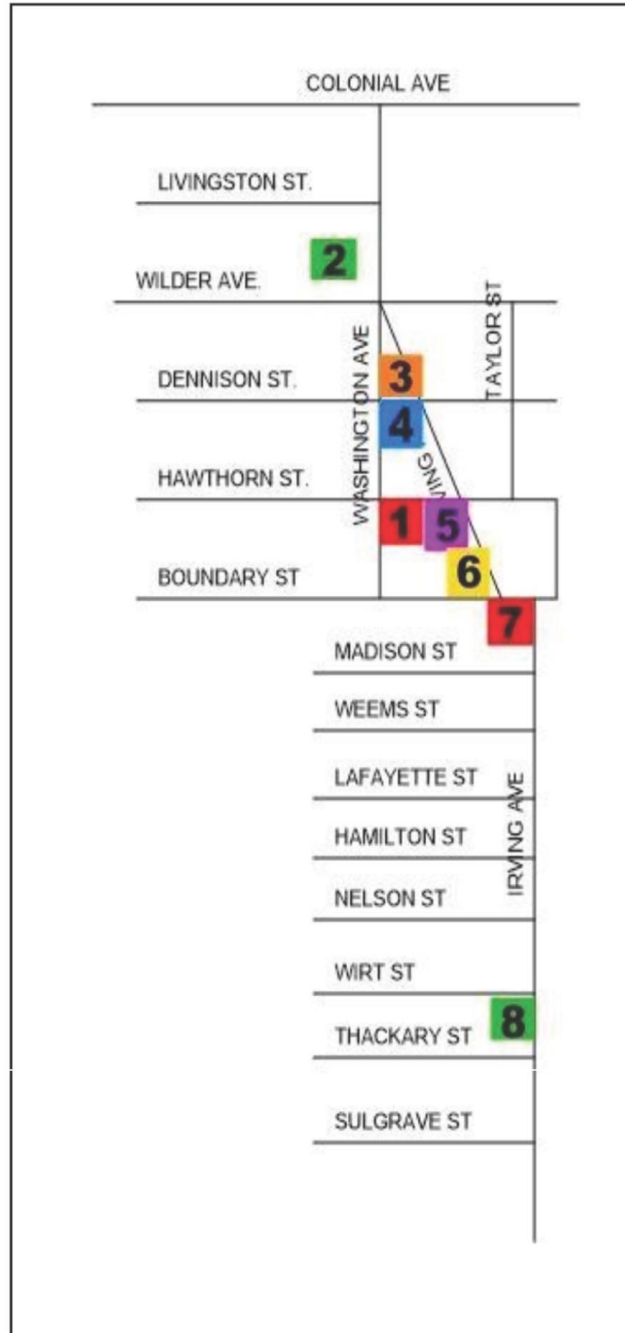 COLONIAL AVE
LIVINGSTON ST.
2
WILDER AVE.
TAYLOR ST
WASHINGTON AVE
3
DENNISON ST.
4
VING
HAWTHORN ST.
1
5
6
BOUNDARY ST
7
MADISON ST
WEEMS ST
LAFAYETTE ST
IRVING AVE
HAMILTON ST
NELSON ST
WIRT ST
8
THACKARY ST
SULGRAVE ST